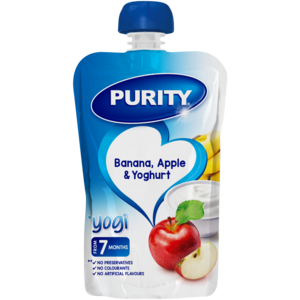 PURITY
Banana, Apple
& Yoghurt
yogi
FROM 7 MONTHS
** ✓ NO PRESERVATIVES
✓ NO COLOURANTS
✓ NO ARTIFICIAL FLAVOURS